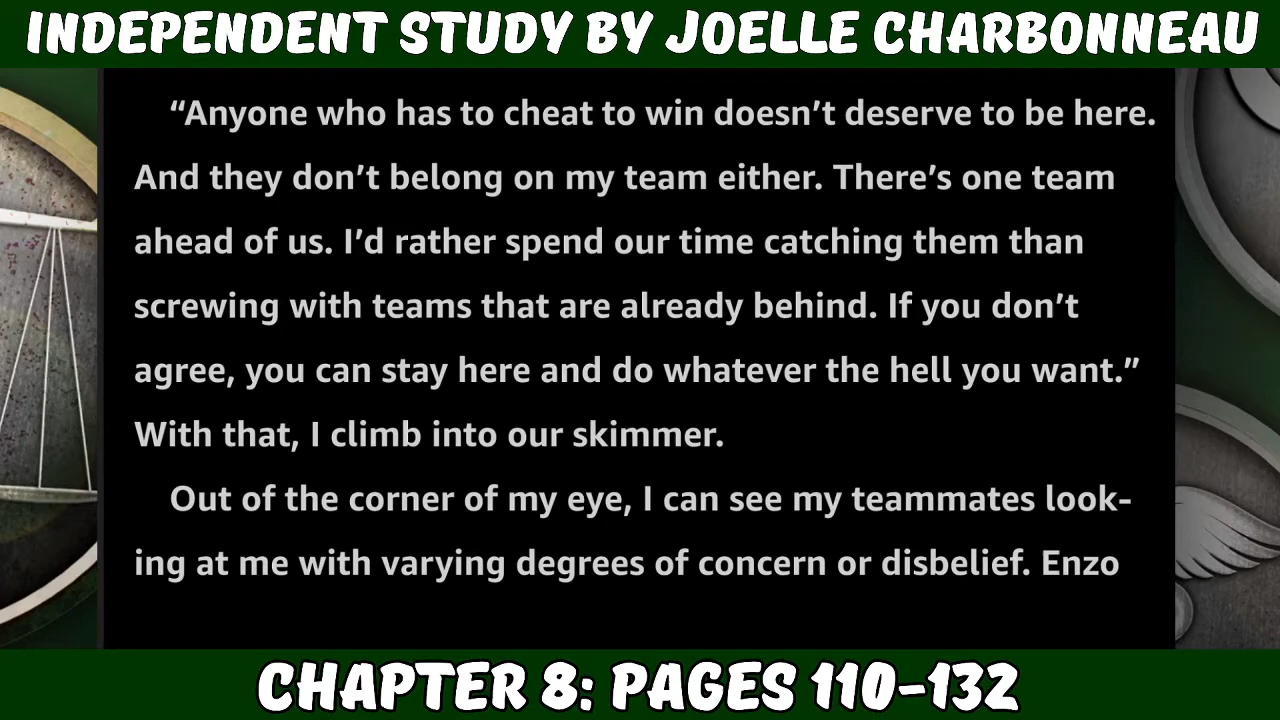 INDEPENDENT STUDY BY JOELLE CHARBONNEAU
“Anyone who has to cheat to win doesn’t deserve to be here.
And they don’t belong on my team either. There’s one team
ahead of us. I’d rather spend our time catching them than
screwing with teams that are already behind. If you don’t
agree, you can stay here and do whatever the hell you want.”
With that, I climb into our skimmer.
Out of the corner of my eye, I can see my teammates look-
ing at me with varying degrees of concern or disbelief. Enzo
CHAPTER 8: PAGES 110-132